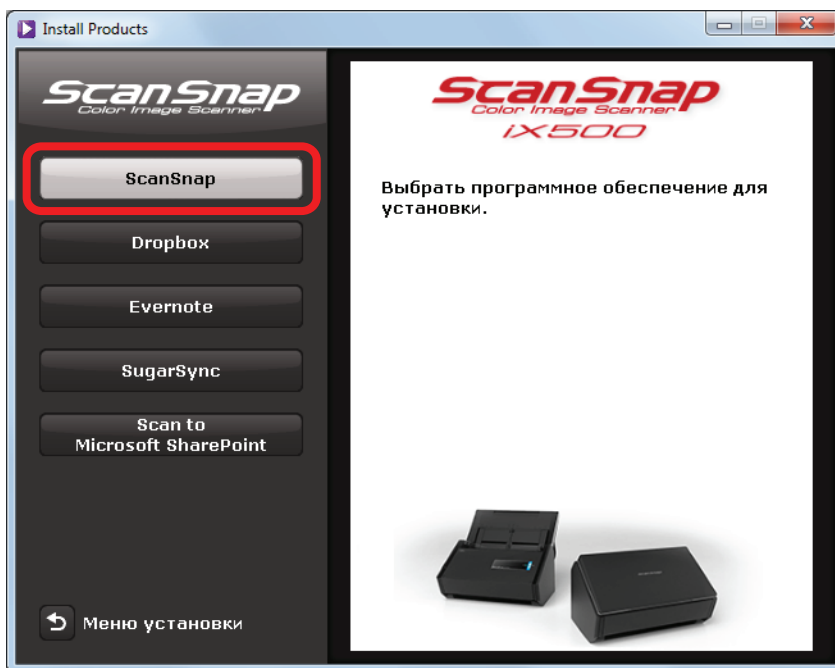 Install Products
ScanSnap
Color Image Scanner
ScanSnap
Dropbox
Evernote
SugarSync
Scan to
Microsoft SharePoint
Меню установки
ScanSnap
Color Image Scanner
iX500
Выбрать программное обеспечение для
установки.